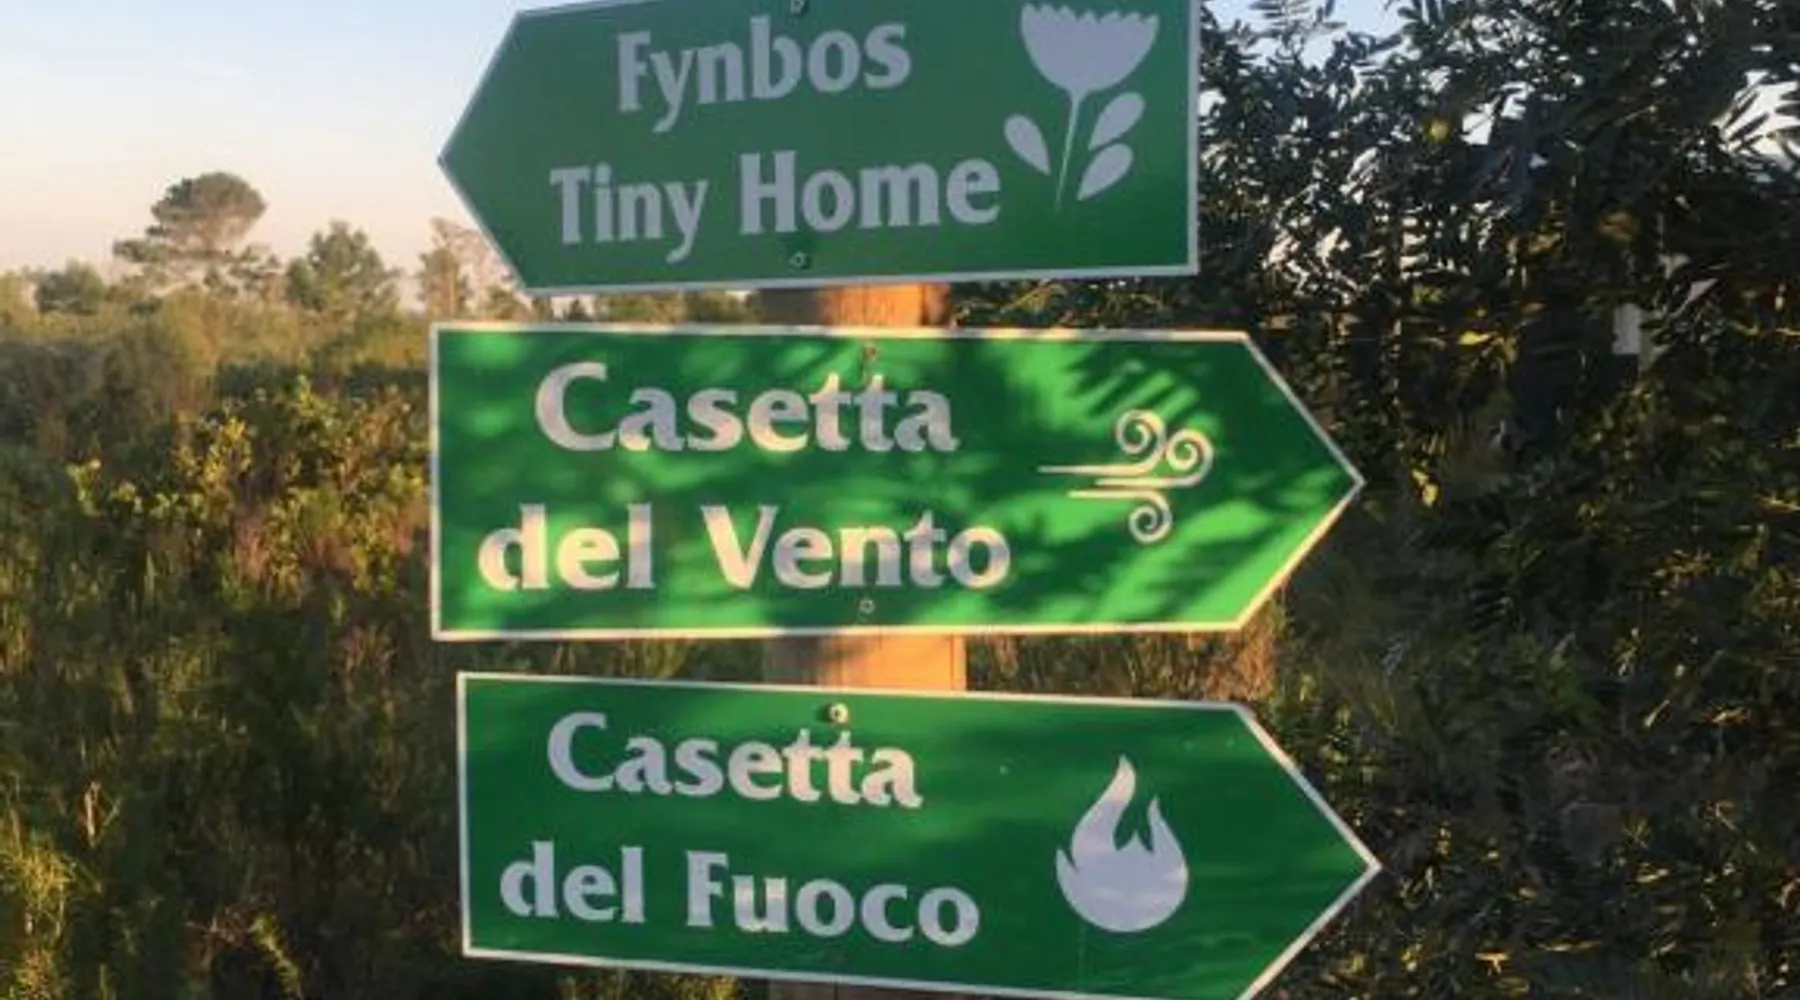 Fynbos
Tiny Home
Casetta
del Vento
Casetta
del Fuoco